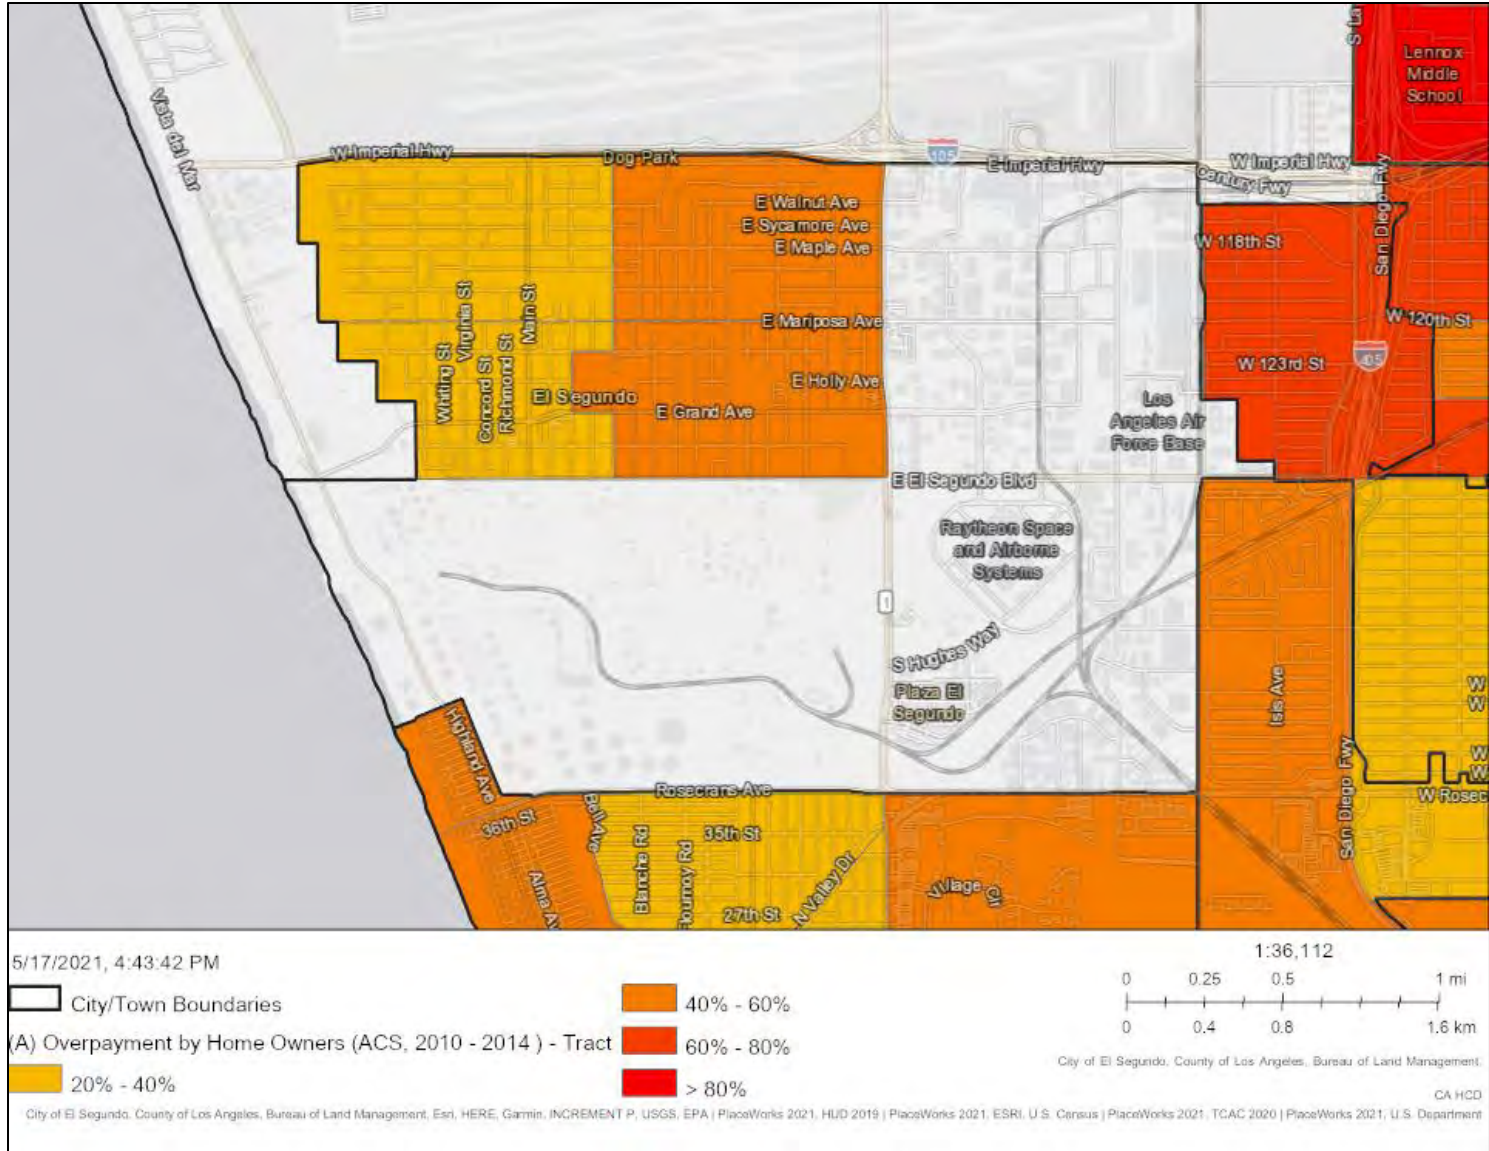 S La
Lennox
Middle
School
Vista del Mar
W Imperial Hwy
Dog Park
105
E Imperial Hwy
W Imperial Hwy
Century Fwy
San Diego Fwy
E Walnut Ave
E Sycamore Ave
E Maple Ave
W 118th St
E Mariposa Ave
W 120th St
Whiting St
Virginia St
Concord St
Richmond St
Main St
405
W 123rd St
E Holly Ave
El Segundo
E Grand Ave
Los
Angeles Air
Force Base
E El Segundo Blvd
Raytheon Space
and Airborne
Systems
1
S Hughes Way
Plaza El
Segundo
Isis Ave
W
W
Highland Ave
San Diego Fwy
W
W
Rosecrans Ave
W Rosec
36th St
Bell Ave
Blanche Rd
35th St
Flournoy Rd
N Valley Dr
Village Cir
Alma Av
27th St
5/17/2021, 4:43:42 PM
City/Town Boundaries
(A) Overpayment by Home Owners (ACS, 2010 - 2014 ) - Tract
20% - 40%
40% - 60%
60% - 80%
> 80%
1:36,112
0 0.25 0.5 1 mi
0 0.4 0.8 1.6 km
City of El Segundo, County of Los Angeles, Bureau of Land Management,
CA HCD
City of El Segundo, County of Los Angeles, Bureau of Land Management, Esri, HERE, Garmin, INCREMENT P, USGS, EPA | PlaceWorks 2021, HUD 2019 | PlaceWorks 2021, ESRI, U.S. Census | PlaceWorks 2021, TCAC 2020 | PlaceWorks 2021, U.S. Department